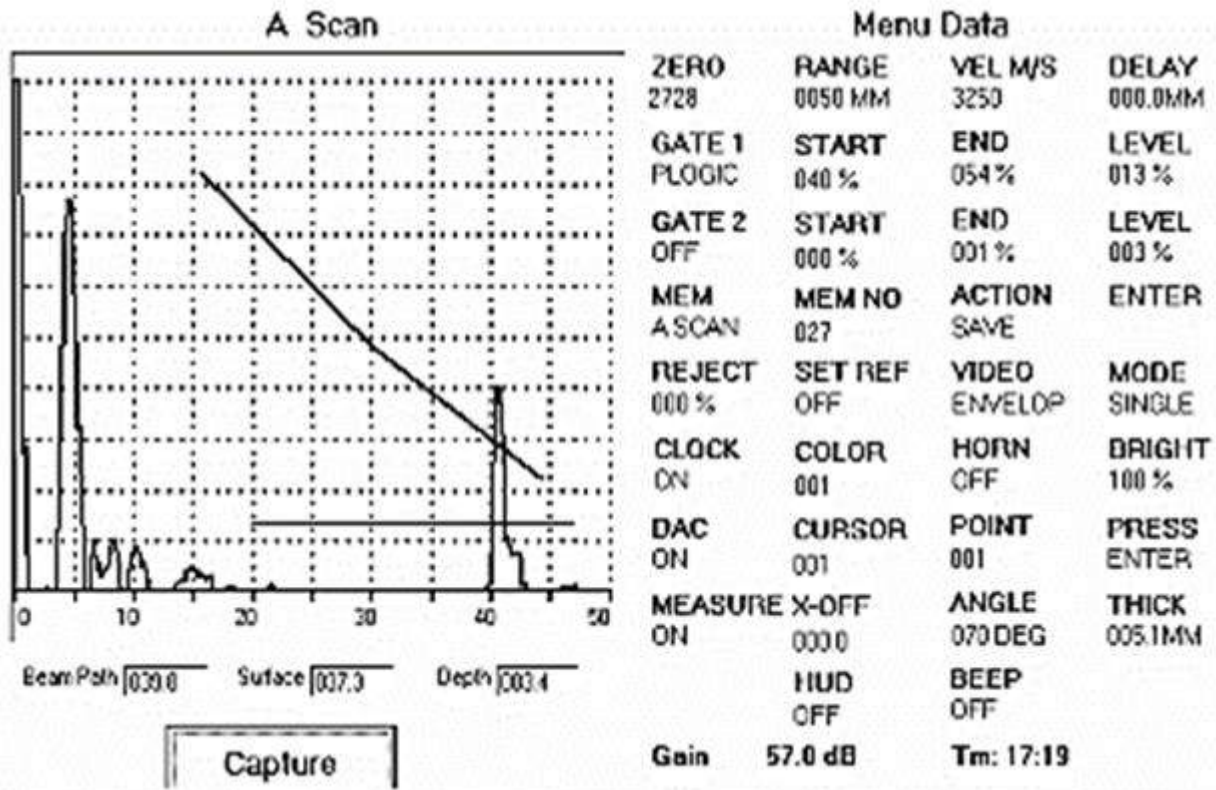 A Scan
Menu Data
ZERO RANGE VEL M/S DELAY
2728 0050 MM 3250 000.0MM
GATE 1 START END LEVEL
PLOGIC 040 % 054 % 013 %
GATE 2 START END LEVEL
OFF 000 % 001 % 003 %
MEM MEM NO ACTION ENTER
A SCAN 027 SAVE
REJECT SET REF VIDEO MODE
000 % OFF ENVELOP SINGLE
CLOCK COLOR HORN BRIGHT
ON 001 OFF 100 %
DAC CURSOR POINT PRESS
ON 001 001 ENTER
0 10 20 30 40 50
MEASURE X-OFF ANGLE THICK
ON 000.0 070 DEG 005.1MM
Beam Path Surface 037.3 Depth 003.4
HUD BEEP
OFF OFF
Gain 57.0 dB Tm: 17:19
Capture